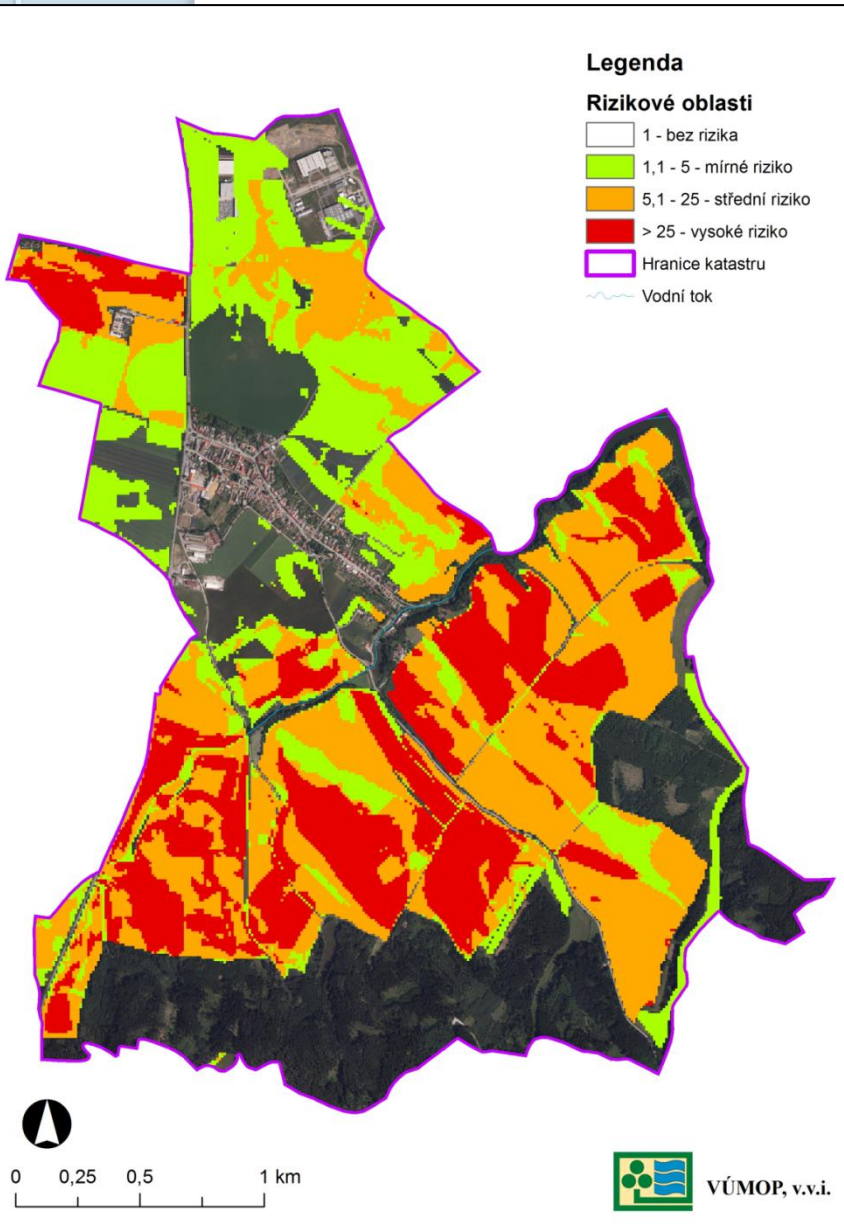 Legenda
Rizikové oblasti
1 - bez rizika
1,1 - 5 - mírné riziko
5,1 - 25 - střední riziko
> 25 - vysoké riziko
Hranice katastru
Vodní tok
0 0,25 0,5 1 km
VÚMOP, v.v.i.